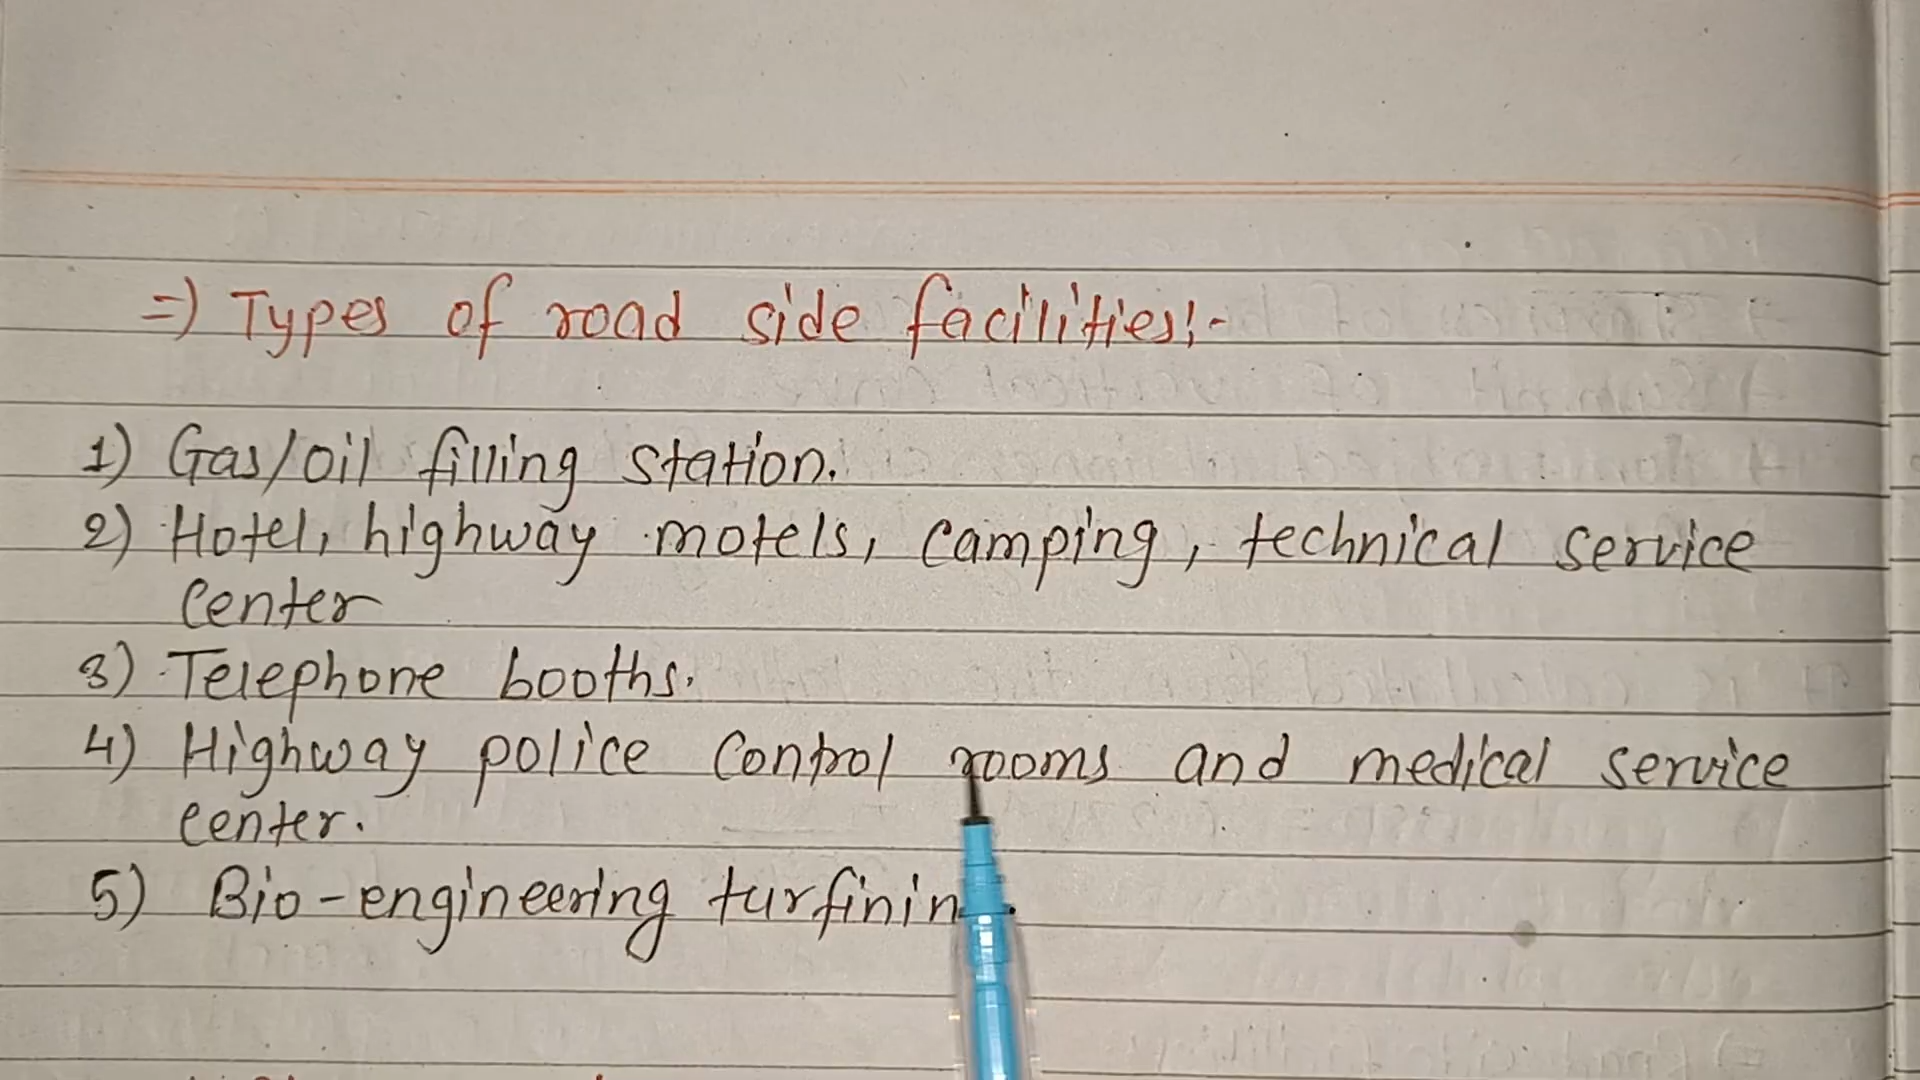 =) Types of road side facilities:-
1) Gas/oil filling station.
2) Hotel, highway motels, camping, technical service
center
3) Telephone booths.
4) Highway police control rooms and medical service
center.
5) Bio-engineering